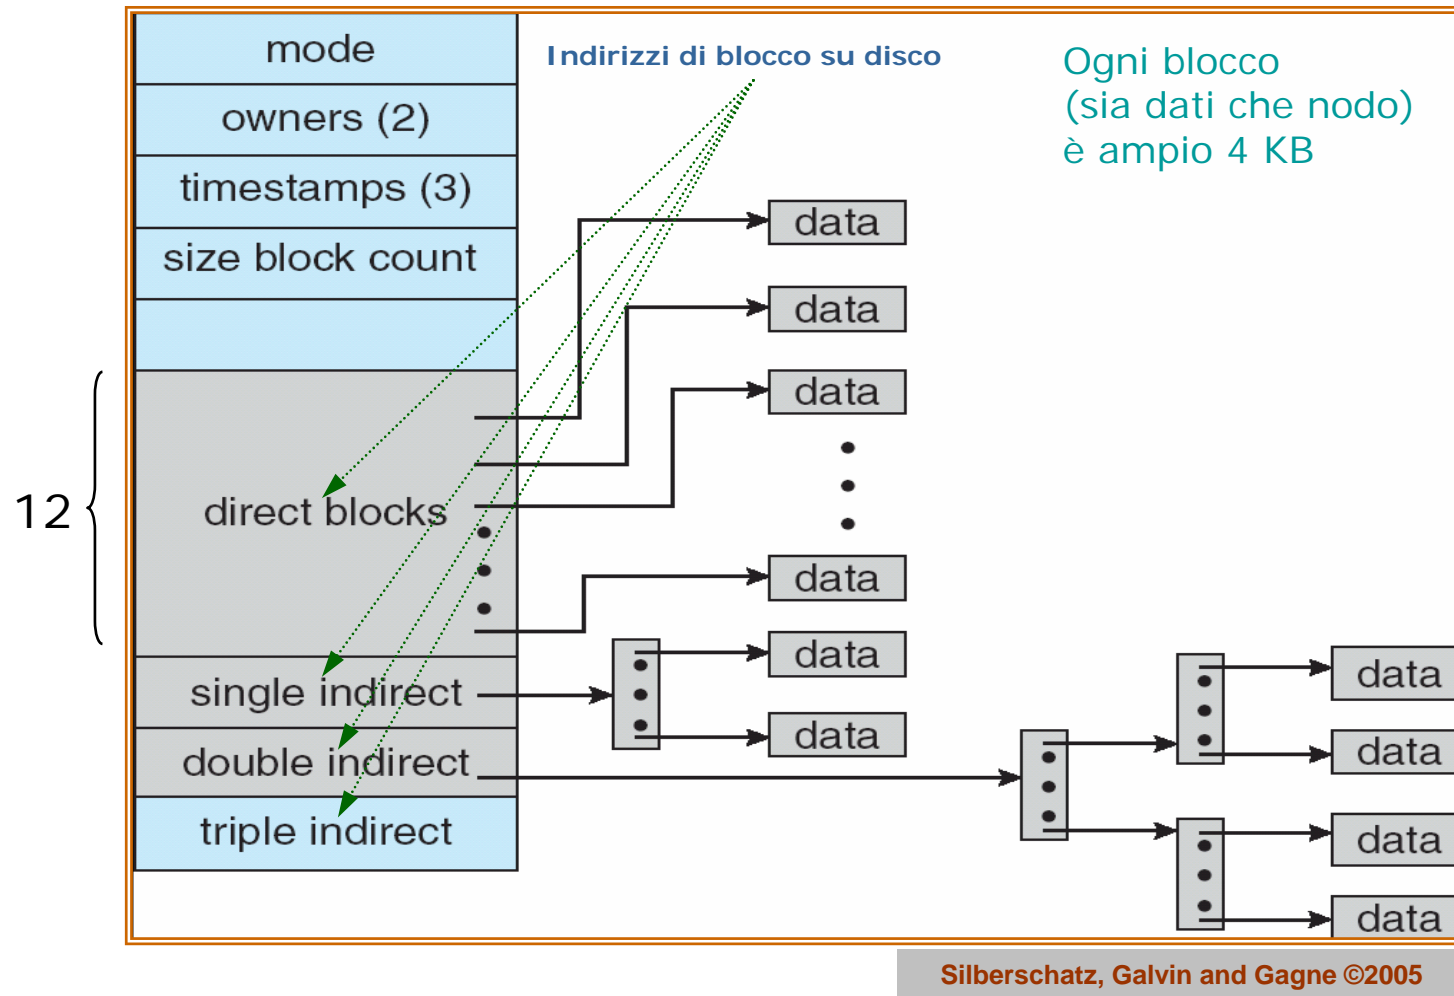 mode
owners (2)
timestamps (3)
size block count
direct blocks
single indirect
double indirect
triple indirect
12
Indirizzi di blocco su disco
Ogni blocco
(sia dati che nodo)
è ampio 4 KB
data
data
data
data
data
data
data
data
data
data
Silberschatz, Galvin and Gagne ©2005